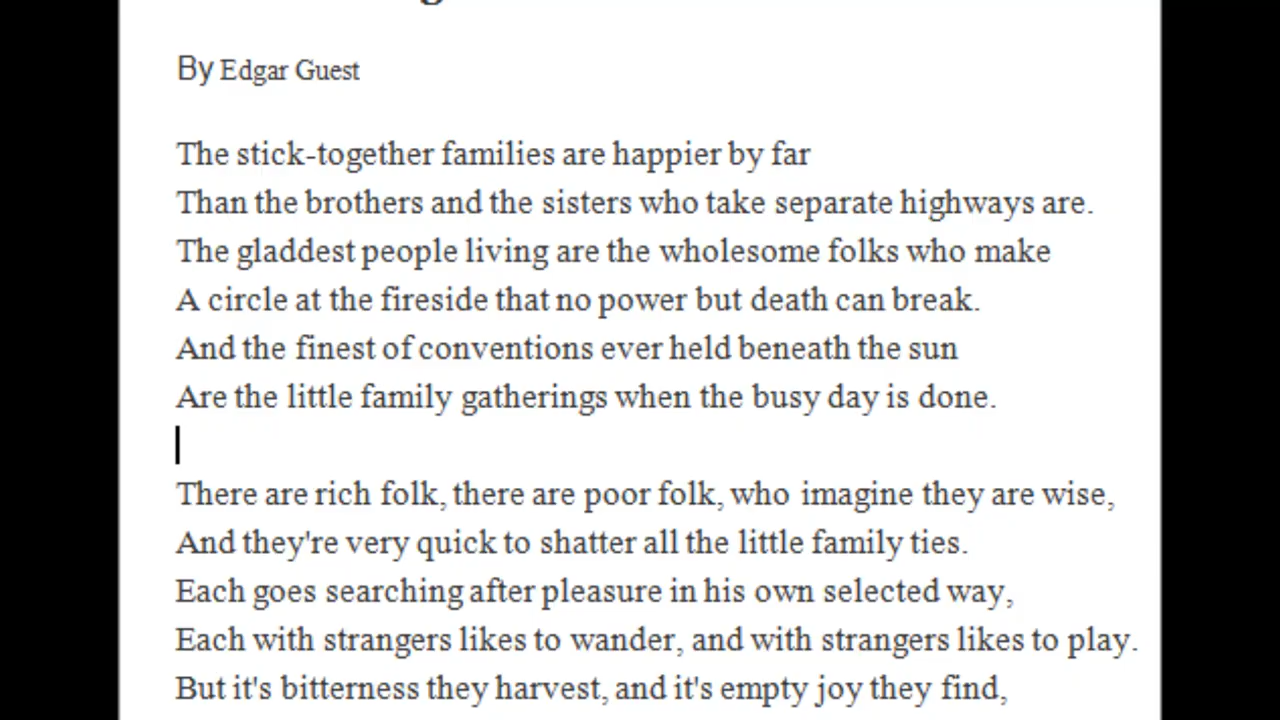 By Edgar Guest
The stick-together families are happier by far
Than the brothers and the sisters who take separate highways are.
The gladdest people living are the wholesome folks who make
A circle at the fireside that no power but death can break.
And the finest of conventions ever held beneath the sun
Are the little family gatherings when the busy day is done.
There are rich folk, there are poor folk, who imagine they are wise,
And they're very quick to shatter all the little family ties.
Each goes searching after pleasure in his own selected way,
Each with strangers likes to wander, and with strangers likes to play.
But it's bitterness they harvest, and it's empty joy they find,